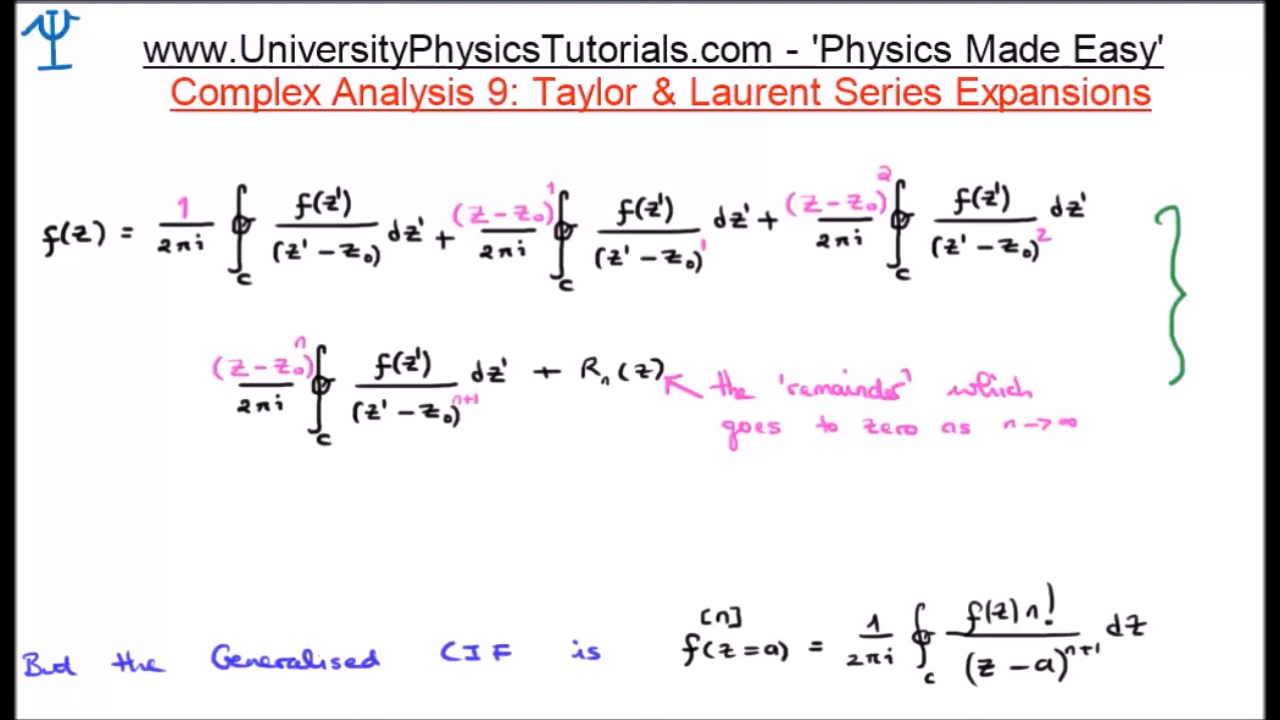 www.UniversityPhysicsTutorials.com - 'Physics Made Easy'
Complex Analysis 9: Taylor & Laurent Series Expansions
f(z) = 1/2πi ∮_C f(z')/(z' - z₀) dz' + (z - z₀)^1/2πi ∮_C f(z')/(z' - z₀)^1 dz' + (z - z₀)^2/2πi ∮_C f(z')/(z' - z₀)^2 dz'
(z - z₀)^n/2πi ∮_C f(z')/(z' - z₀)^n+1 dz' + Rₙ(z) the 'remainder' which
goes to zero as n → ∞
But the Generalised CIF is f^[n](z = a) = 1/2πi ∮_C f(z) n!/(z - a)^n+1 dz